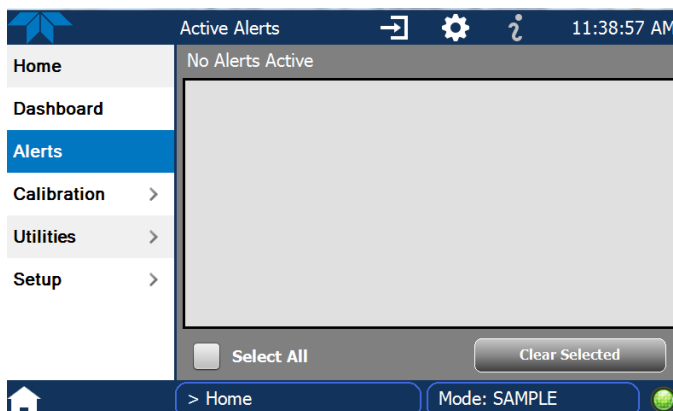 Active Alerts
11:38:57 AM
Home
Dashboard
Alerts
Calibration
Utilities
Setup
No Alerts Active
Select All
Clear Selected
> Home
Mode: SAMPLE